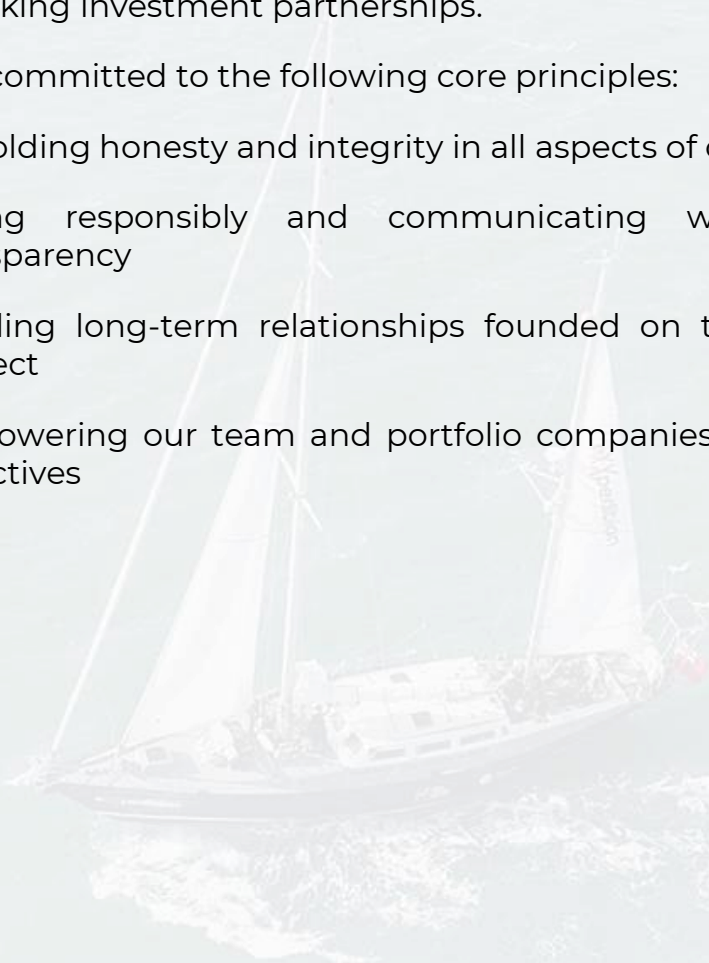 king investment partnerships.
committed to the following core principles:
olding honesty and integrity in all aspects of
ng responsibly and communicating w
sparency
ling long-term relationships founded on t
ect
owering our team and portfolio companies
ctives